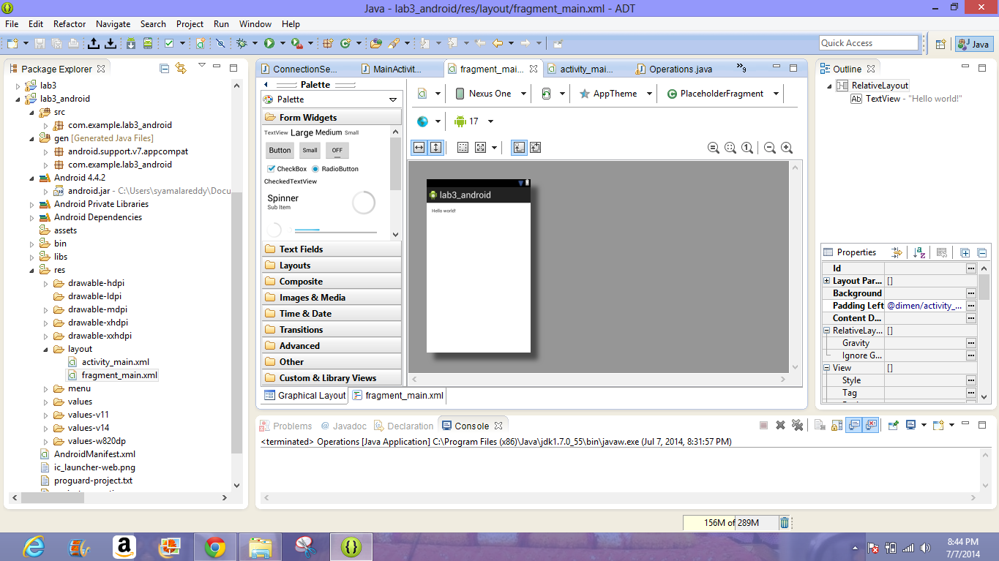 Java - lab3_android/res/layout/fragment_main.xml - ADT
File Edit Refactor Navigate Search Project Run Window Help
Quick Access
Java
Package Explorer
lab3
lab3_android
src
com.example.lab3_android
gen [Generated Java Files]
android.support.v7.appcompat
com.example.lab3_android
Android 4.4.2
android.jar - C:\Users\syamalareddy\Docu
Android Private Libraries
Android Dependencies
assets
bin
libs
res
drawable-hdpi
drawable-ldpi
drawable-mdpi
drawable-xhdpi
drawable-xxhdpi
layout
activity_main.xml
fragment_main.xml
menu
values
values-v11
values-v14
values-w820dp
AndroidManifest.xml
ic_launcher-web.png
proguard-project.txt
ConnectionSe... MainActivit... fragment_mai... activity_mai... Operations.java »9
Palette
Palette
Form Widgets
TextView Large Medium Small
Button Small OFF
CheckBox RadioButton
CheckedTextView
Spinner
Sub Item
Text Fields
Layouts
Composite
Images & Media
Time & Date
Transitions
Advanced
Other
Custom & Library Views
Nexus One AppTheme PlaceholderFragment
17
lab3_android
Hello world!
Graphical Layout fragment_main.xml
Outline
RelativeLayout
Ab TextView - "Hello world!"
Properties
Id
Layout Par... []
Background
Padding Left @dimen/activity_...
Content D...
RelativeLay... []
Gravity
Ignore G...
View []
Style
Tag
Problems @ Javadoc Declaration Console
<terminated> Operations [Java Application] C:\Program Files (x86)\Java\jdk1.7.0_55\bin\javaw.exe (Jul 7, 2014, 8:31:57 PM)
156M of 289M
8:44 PM
7/7/2014